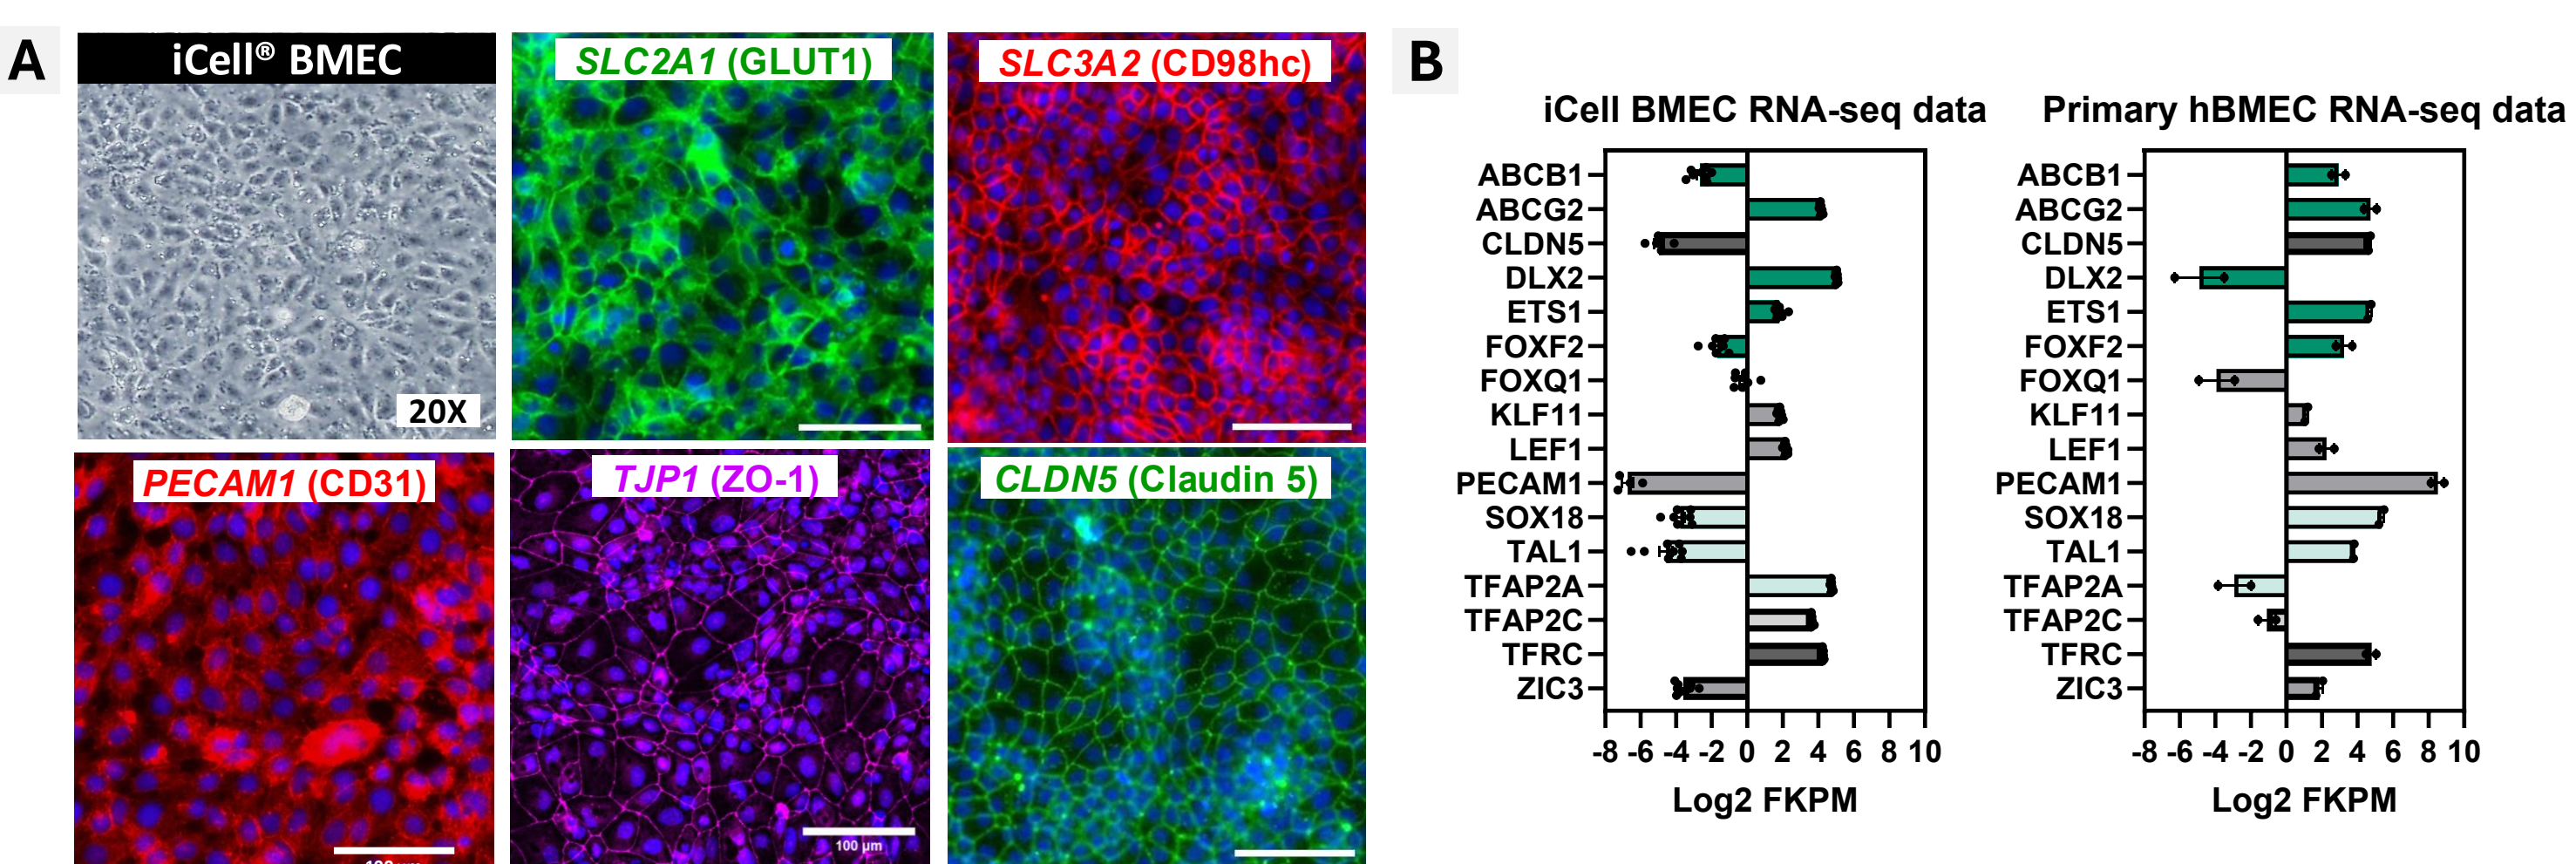 A
iCell® BMEC
20X
SLC2A1 (GLUT1)
SLC3A2 (CD98hc)
PECAM1 (CD31)
TJP1 (ZO-1)
100 µm
CLDN5 (Claudin 5)
B
iCell BMEC RNA-seq data
ABCB1
ABCG2
CLDN5
DLX2
ETS1
FOXF2
FOXQ1
KLF11
LEF1
PECAM1
SOX18
TAL1
TFAP2A
TFAP2C
TFRC
ZIC3
-8 -6 -4 -2 0 2 4 6 8 10
Log2 FKPM
Primary hBMEC RNA-seq data
ABCB1
ABCG2
CLDN5
DLX2
ETS1
FOXF2
FOXQ1
KLF11
LEF1
PECAM1
SOX18
TAL1
TFAP2A
TFAP2C
TFRC
ZIC3
-8 -6 -4 -2 0 2 4 6 8 10
Log2 FKPM